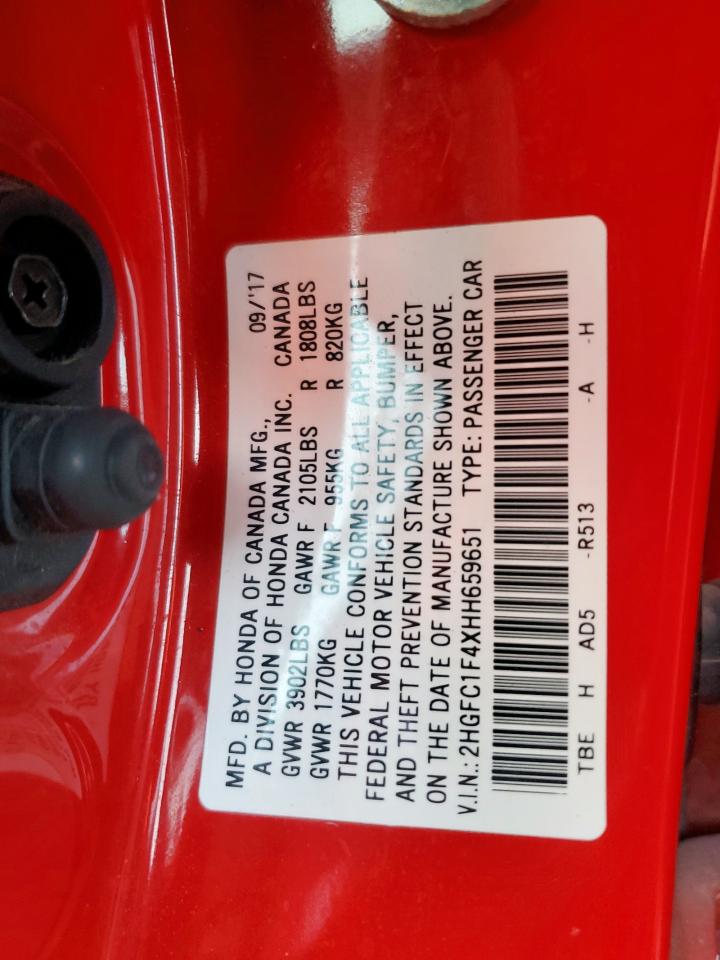 MFD. BY HONDA OF CANADA MFG., 09/'17
A DIVISION OF HONDA CANADA INC. CANADA
GVWR 3902LBS GAWR F 2105LBS R 1808LBS
GVWR 1770KG GAWR F 955KG R 820KG
THIS VEHICLE CONFORMS TO ALL APPLICABLE
FEDERAL MOTOR VEHICLE SAFETY, BUMPER,
AND THEFT PREVENTION STANDARDS IN EFFECT
ON THE DATE OF MANUFACTURE SHOWN ABOVE.
V.I.N.: 2HGFC1F4XHH659651 TYPE: PASSENGER CAR
TBE H AD5 -R513 -A -H